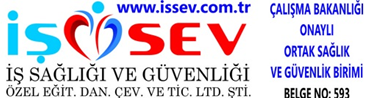 www.issev.com.tr
İŞ SEV
İŞ SAĞLIĞI VE GÜVENLİĞİ
ÖZEL EĞİT. DAN. ÇEV. VE TİC. LTD. ŞTİ.
ÇALIŞMA BAKANLIĞI
ONAYLI
ORTAK SAĞLIK
VE GÜVENLİK BİRİMİ
BELGE NO: 593